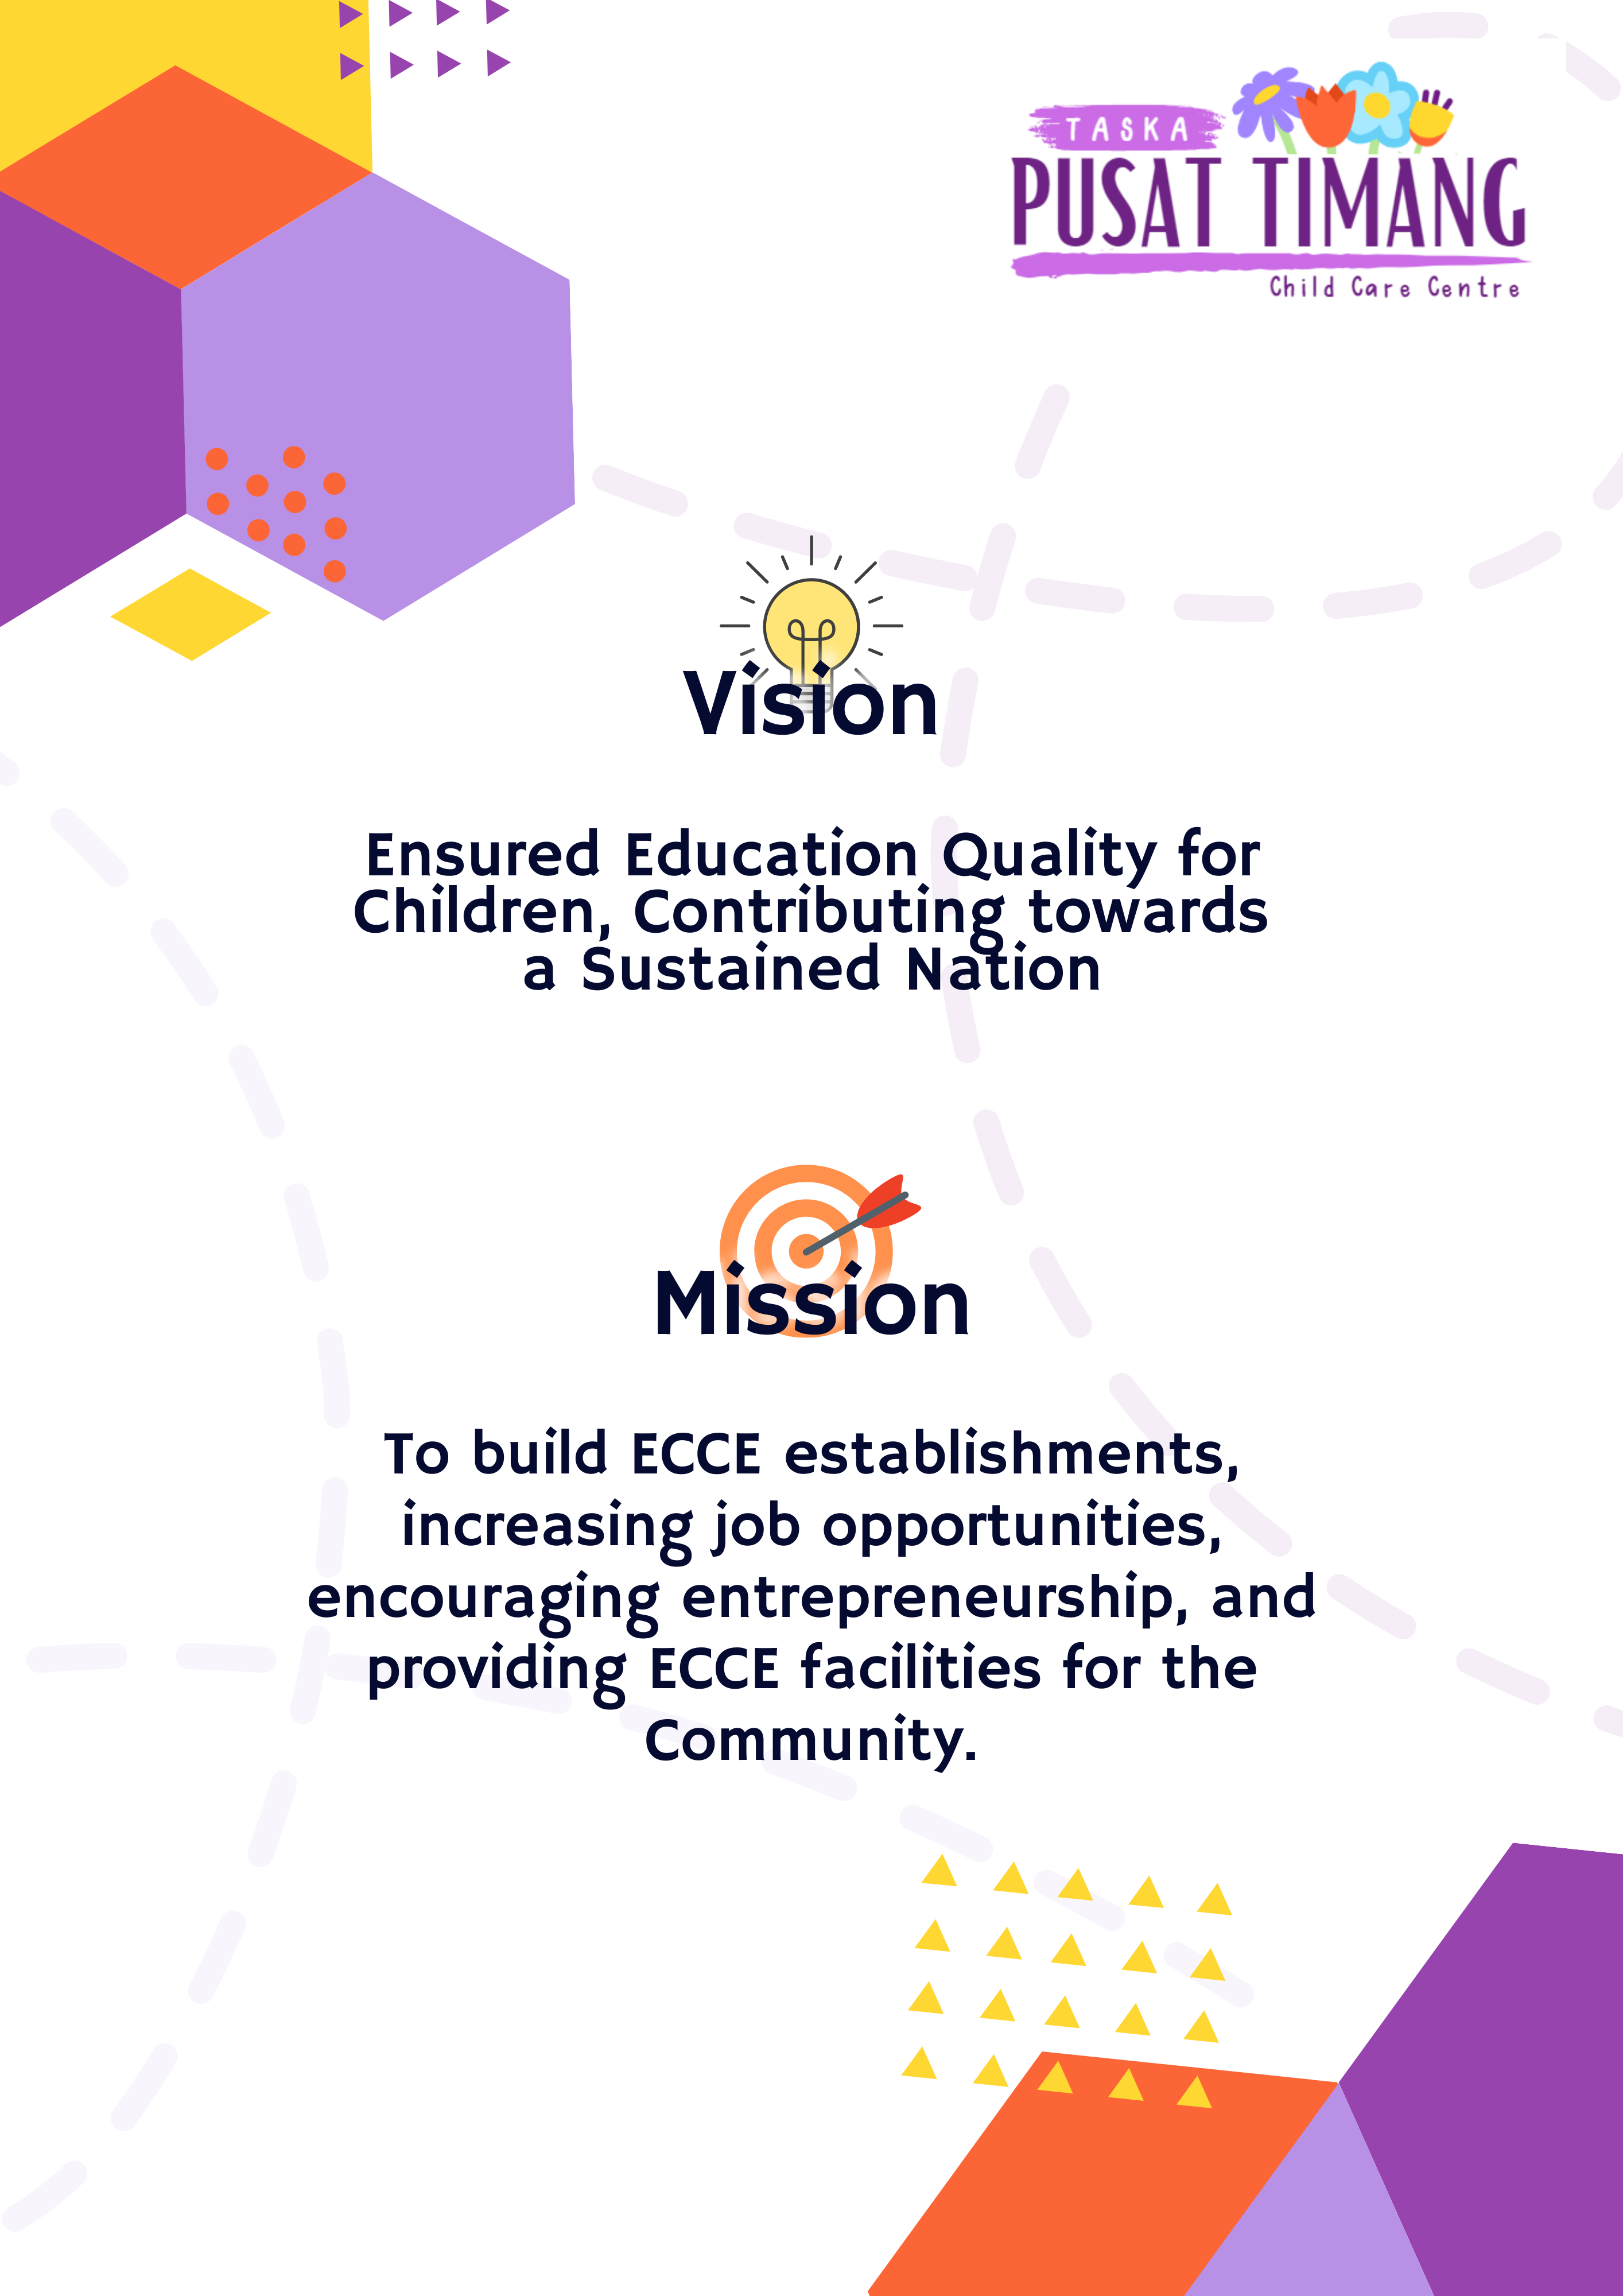 TASKA
PUSAT TIMANG
Child Care Centre
Vision
Ensured Education Quality for
Children, Contributing towards
a Sustained Nation
Mission
To build ECCE establishments,
increasing job opportunities,
encouraging entrepreneurship, and
providing ECCE facilities for the
Community.